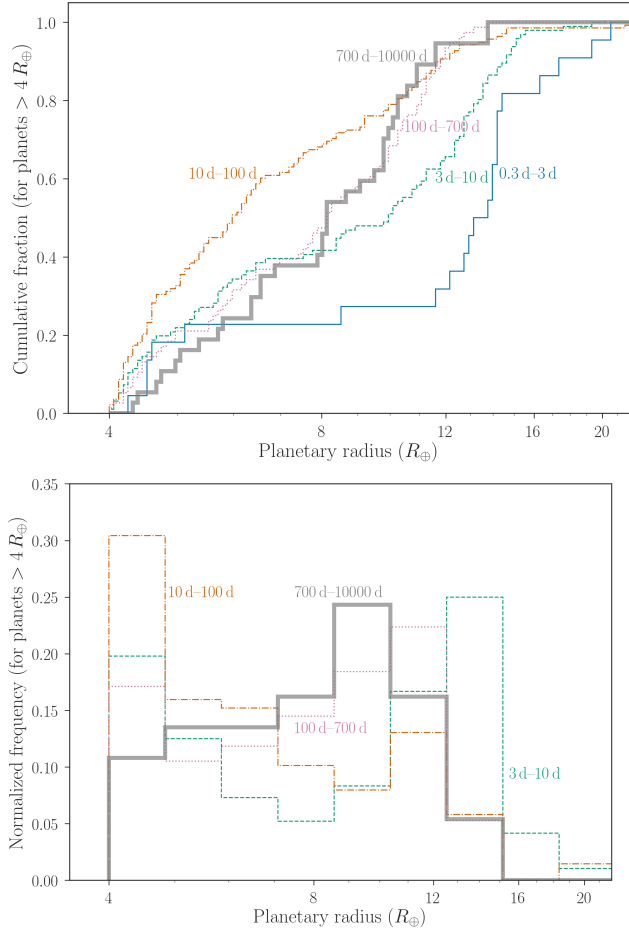 1.0
0.8
0.6
0.4
0.2
0.0
Cumulative fraction (for planets > 4 R⊕)
700 d–10000 d
100 d–700 d
10 d–100 d
3 d–10 d
0.3 d–3 d
4
8
12
16
20
Planetary radius (R⊕)
0.35
0.30
0.25
0.20
0.15
0.10
0.05
0.00
Normalized frequency (for planets > 4 R⊕)
10 d–100 d
700 d–10000 d
100 d–700 d
3 d–10 d
4
8
12
16
20
Planetary radius (R⊕)